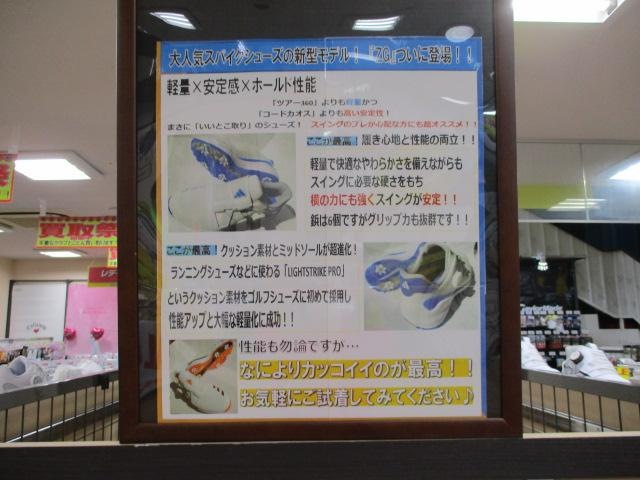 大人気スパイクシューズの新型モデル！『ZG』ついに登場！！
軽量×安定感×ホールド性能
「ツアー360」よりも軽量かつ
「コードカオス」よりも高い安定性！
まさに「いいとこ取り」のシューズ！ スイングのブレが心配な方にも超オススメ！！
ここが最高！ 履き心地と性能の両立！！
軽量で快適なやわらかさを備えながらも
スイングに必要な硬さをもち
横の力にも強くスイングが安定！！
鋲は6個ですがグリップ力も抜群です！！
ここが最高！ クッション素材とミッドソールが超進化！
ランニングシューズなどに使わる「LIGHTSTRIKE PRO」
というクッション素材をゴルフシューズに初めて採用し
性能アップと大幅な軽量化に成功！！
性能も勿論ですか…
なによりカッコイイのが最高！！
お気軽にご試着してみてください♪
買取祭
レデ